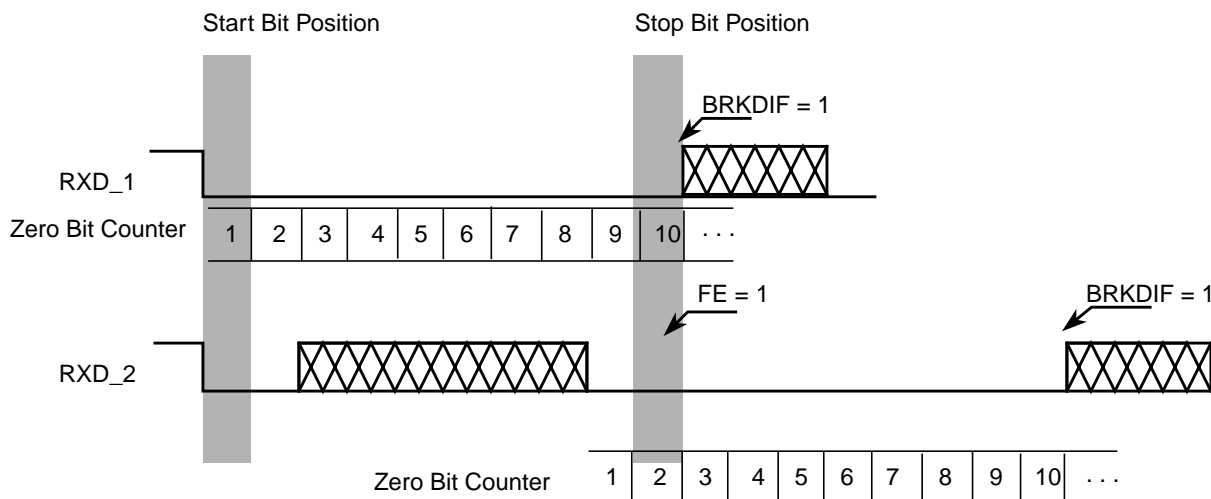 Start Bit Position Stop Bit Position
BRKDIF = 1
RXD_1
Zero Bit Counter 1 2 3 4 5 6 7 8 9 10 . . .
FE = 1 BRKDIF = 1
RXD_2
Zero Bit Counter 1 2 3 4 5 6 7 8 9 10 . . .